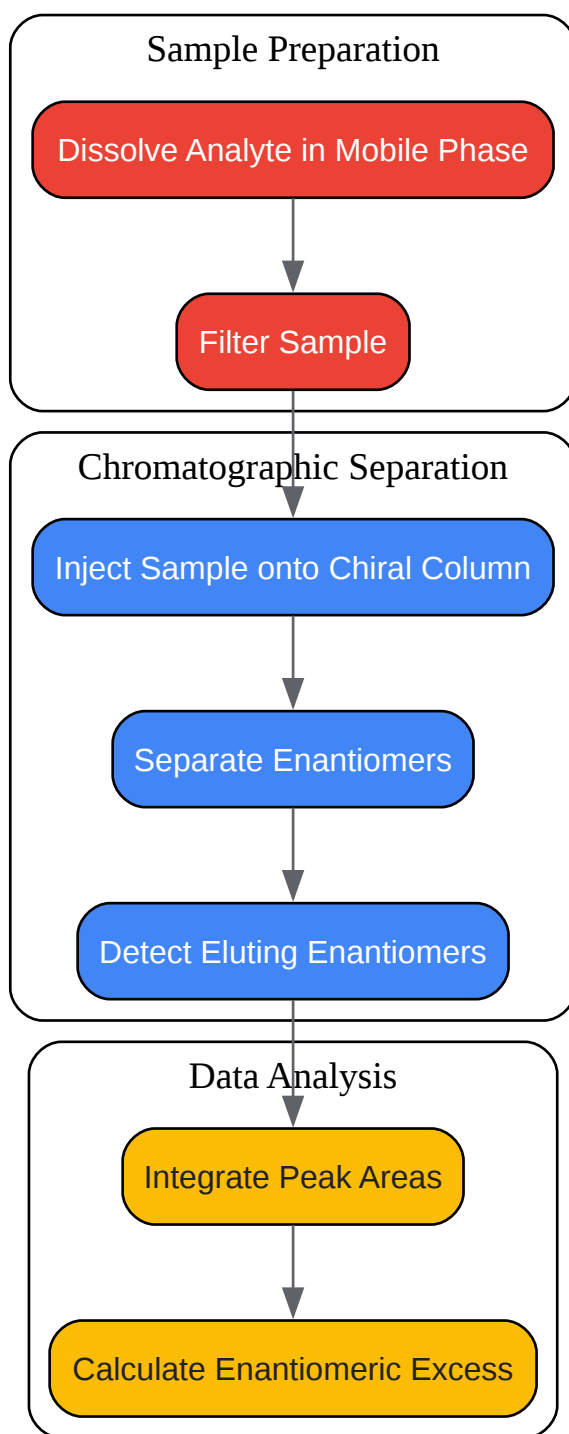 Sample Preparation
Dissolve Analyte in Mobile Phase
Filter Sample
Chromatographic Separation
Inject Sample onto Chiral Column
Separate Enantiomers
Detect Eluting Enantiomers
Data Analysis
Integrate Peak Areas
Calculate Enantiomeric Excess